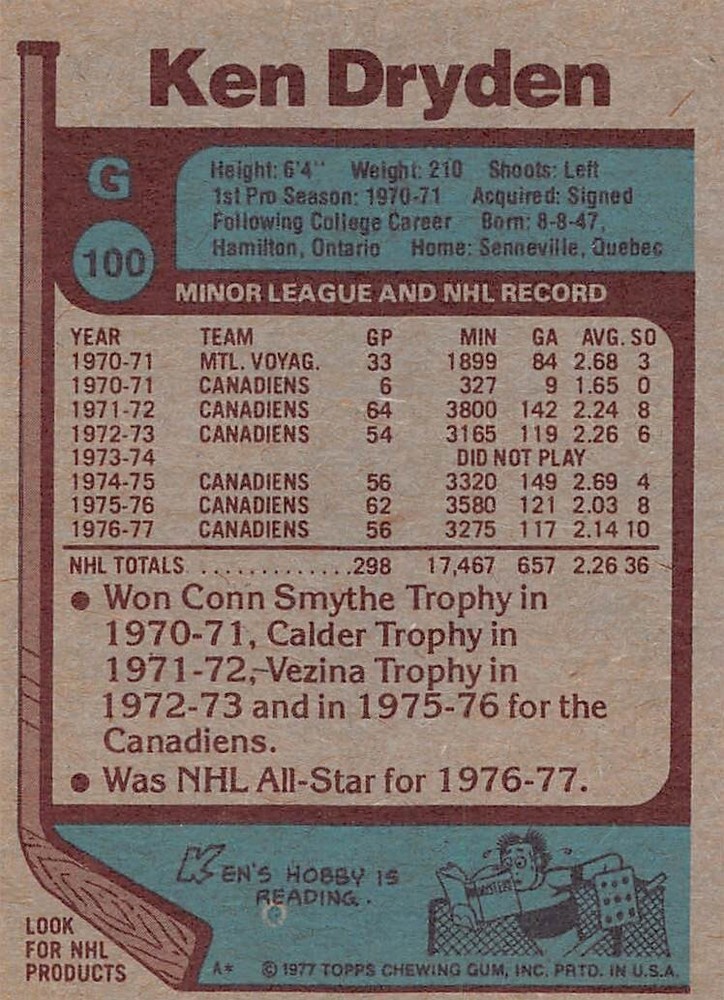 Ken Dryden
G
100
Height: 6'4" Weight: 210 Shoots: Left
1st Pro Season: 1970-71 Acquired: Signed
Following College Career Born: 8-8-47,
Hamilton, Ontario Home: Senneville, Quebec
MINOR LEAGUE AND NHL RECORD
YEAR TEAM GP MIN GA AVG. SO
1970-71 MTL. VOYAG. 33 1899 84 2.68 3
1970-71 CANADIENS 6 327 9 1.65 0
1971-72 CANADIENS 64 3800 142 2.24 8
1972-73 CANADIENS 54 3165 119 2.26 6
1973-74 DID NOT PLAY
1974-75 CANADIENS 56 3320 149 2.69 4
1975-76 CANADIENS 62 3580 121 2.03 8
1976-77 CANADIENS 56 3275 117 2.14 10
NHL TOTALS .............298 17,467 657 2.26 36
● Won Conn Smythe Trophy in
1970-71, Calder Trophy in
1971-72, Vezina Trophy in
1972-73 and in 1975-76 for the
Canadiens.
● Was NHL All-Star for 1976-77.
KEN'S HOBBY IS
READING.
MYSTERY
LOOK
FOR NHL
PRODUCTS
A* © 1977 TOPPS CHEWING GUM, INC. PRTD. IN U.S.A.